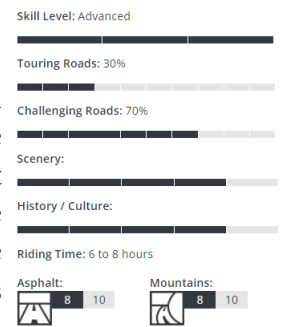 Skill Level: Advanced
Touring Roads: 30%
Challenging Roads: 70%
Scenery:
History / Culture:
Riding Time: 6 to 8 hours
Asphalt: Mountains:
8 10 8 10